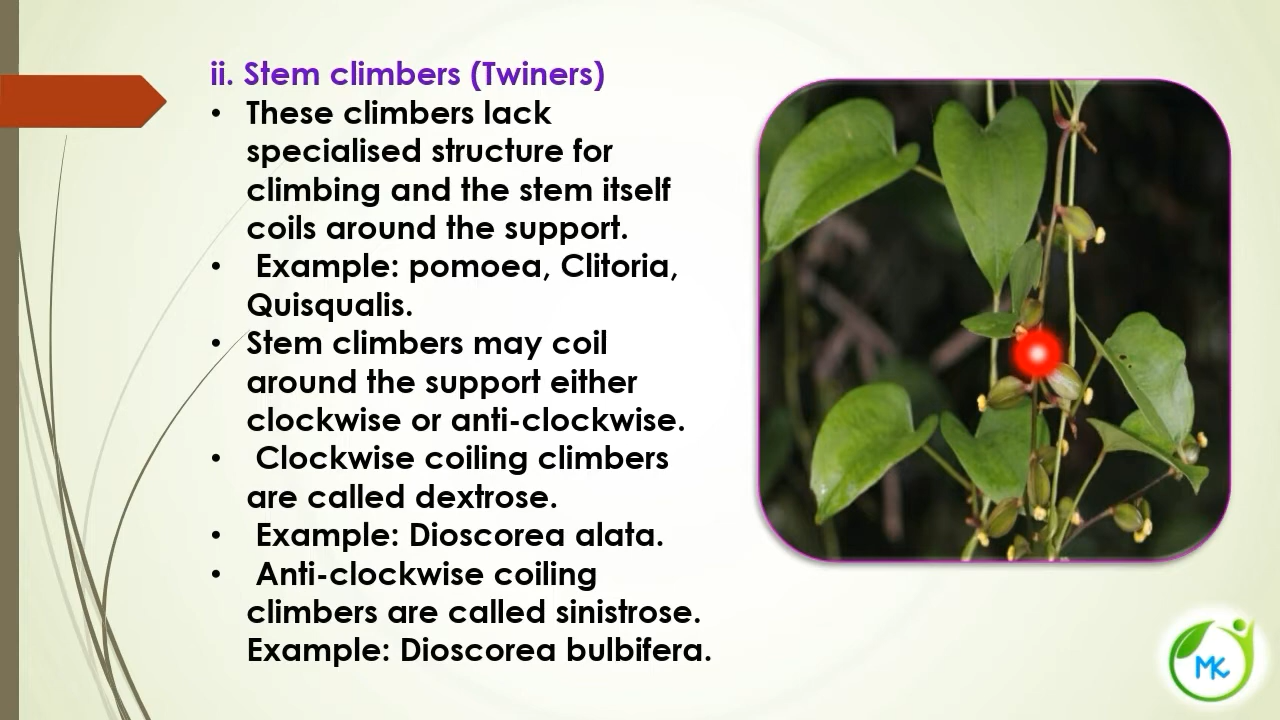 ii. Stem climbers (Twiners)
• These climbers lack
specialised structure for
climbing and the stem itself
coils around the support.
• Example: pomoea, Clitoria,
Quisqualis.
• Stem climbers may coil
around the support either
clockwise or anti-clockwise.
• Clockwise coiling climbers
are called dextrose.
• Example: Dioscorea alata.
• Anti-clockwise coiling
climbers are called sinistrose.
Example: Dioscorea bulbifera.
MK